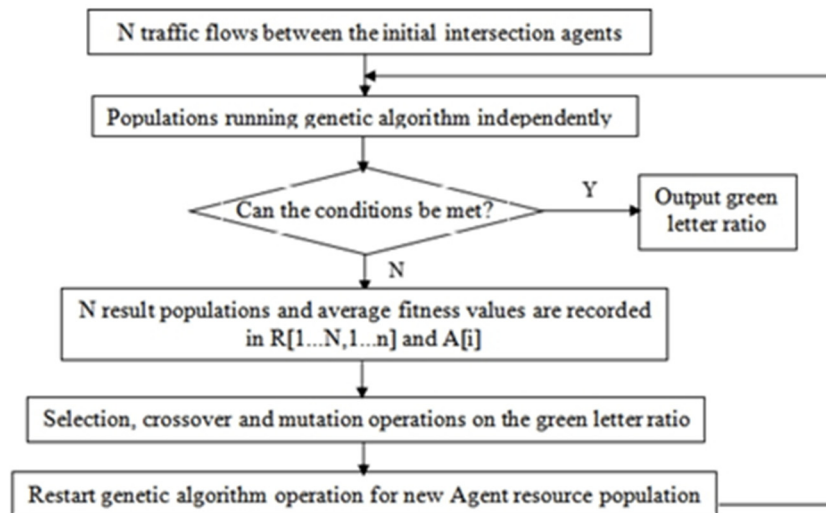 N traffic flows between the initial intersection agents
Populations running genetic algorithm independently
Can the conditions be met?
Y
Output green
letter ratio
N
N result populations and average fitness values are recorded
in R[1...N,1...n] and A[i]
Selection, crossover and mutation operations on the green letter ratio
Restart genetic algorithm operation for new Agent resource population